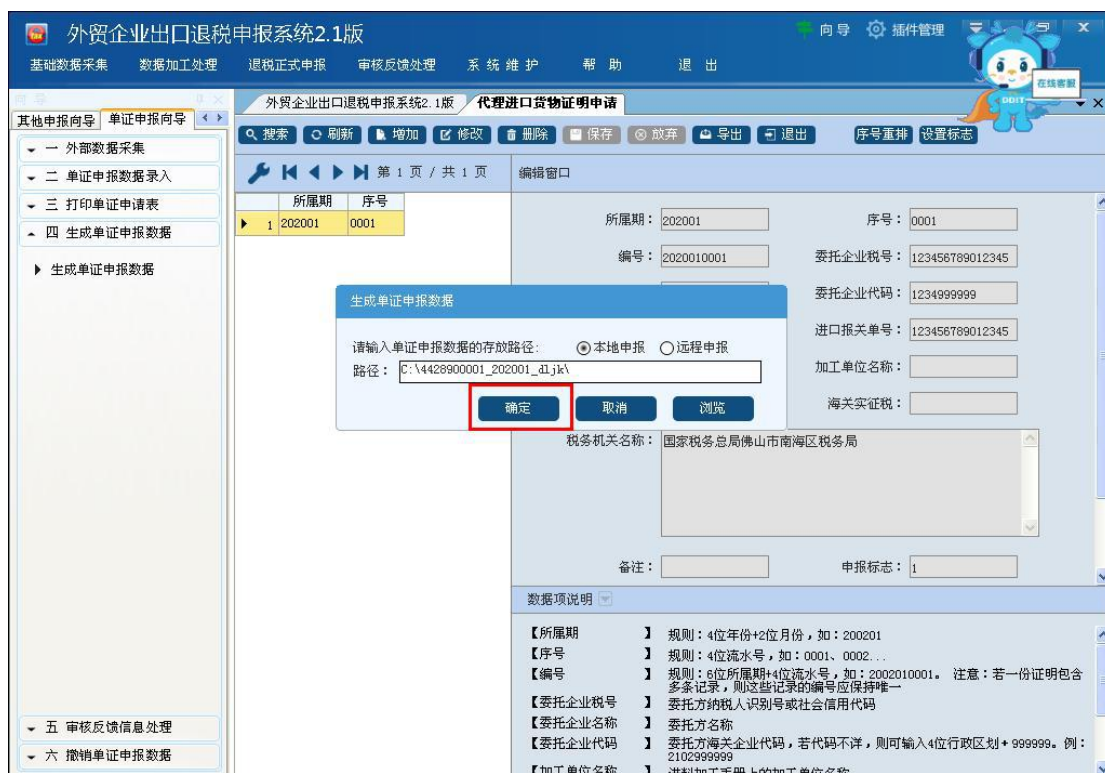 外贸企业出口退税申报系统2.1版
向导 插件管理
基础数据采集 数据加工处理 退税正式申报 审核反馈处理 系统维护 帮助 退出
在线客服
DDIT
向导
其他申报向导 单证申报向导
外贸企业出口退税申报系统2.1版 代理进口货物证明申请
搜索 刷新 增加 修改 删除 保存 放弃 导出 退出 序号重排 设置标志
一 外部数据采集
二 单证申报数据录入
三 打印单证申请表
四 生成单证申报数据
生成单证申报数据
五 审核反馈信息处理
六 撤销单证申报数据
第 1 页 / 共 1 页
编辑窗口
所属期 序号
1 202001 0001
所属期: 202001 序号: 0001
编号: 2020010001 委托企业税号: 123456789012345
委托企业代码: 1234999999
进口报关单号: 123456789012345
加工单位名称:
海关实征税:
生成单证申报数据
请输入单证申报数据的存放路径: 本地申报 远程申报
路径: C:\4428900001_202001_dljk\
确定 取消 浏览
税务机关名称: 国家税务总局佛山市南海区税务局
备注: 申报标志: 1
数据项说明
【所属期 】 规则:4位年份+2位月份,如:200201
【序号 】 规则:4位流水号,如:0001、0002...
【编号 】 规则:6位所属期+4位流水号,如:2002010001。 注意:若一份证明包含
多条记录,则这些记录的编号应保持唯一
【委托企业税号 】 委托方纳税人识别号或社会信用代码
【委托企业名称 】 委托方名称
【委托企业代码 】 委托方海关企业代码,若代码不详,则可输入4位行政区划+999999。例:
2102999999
【加工单位名称 】 进料加工手册上的加工单位名称